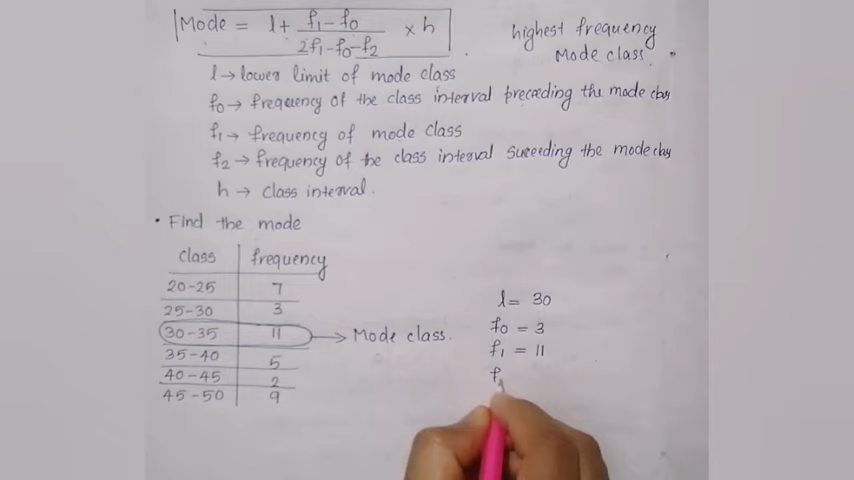 Mode = l + f₁ - f₀ / 2f₁ - f₀ - f₂ × h
highest frequency
Mode class.
l → lower limit of mode class
f₀ → frequency of the class interval preceeding the mode class
f₁ → frequency of mode class
f₂ → frequency of the class interval suceeding the mode class
h → class interval.
• Find the mode
class frequency
20-25 7
25-30 3
30-35 11 → Mode class.
35-40 5
40-45 2
45-50 9
l = 30
f₀ = 3
f₁ = 11
f